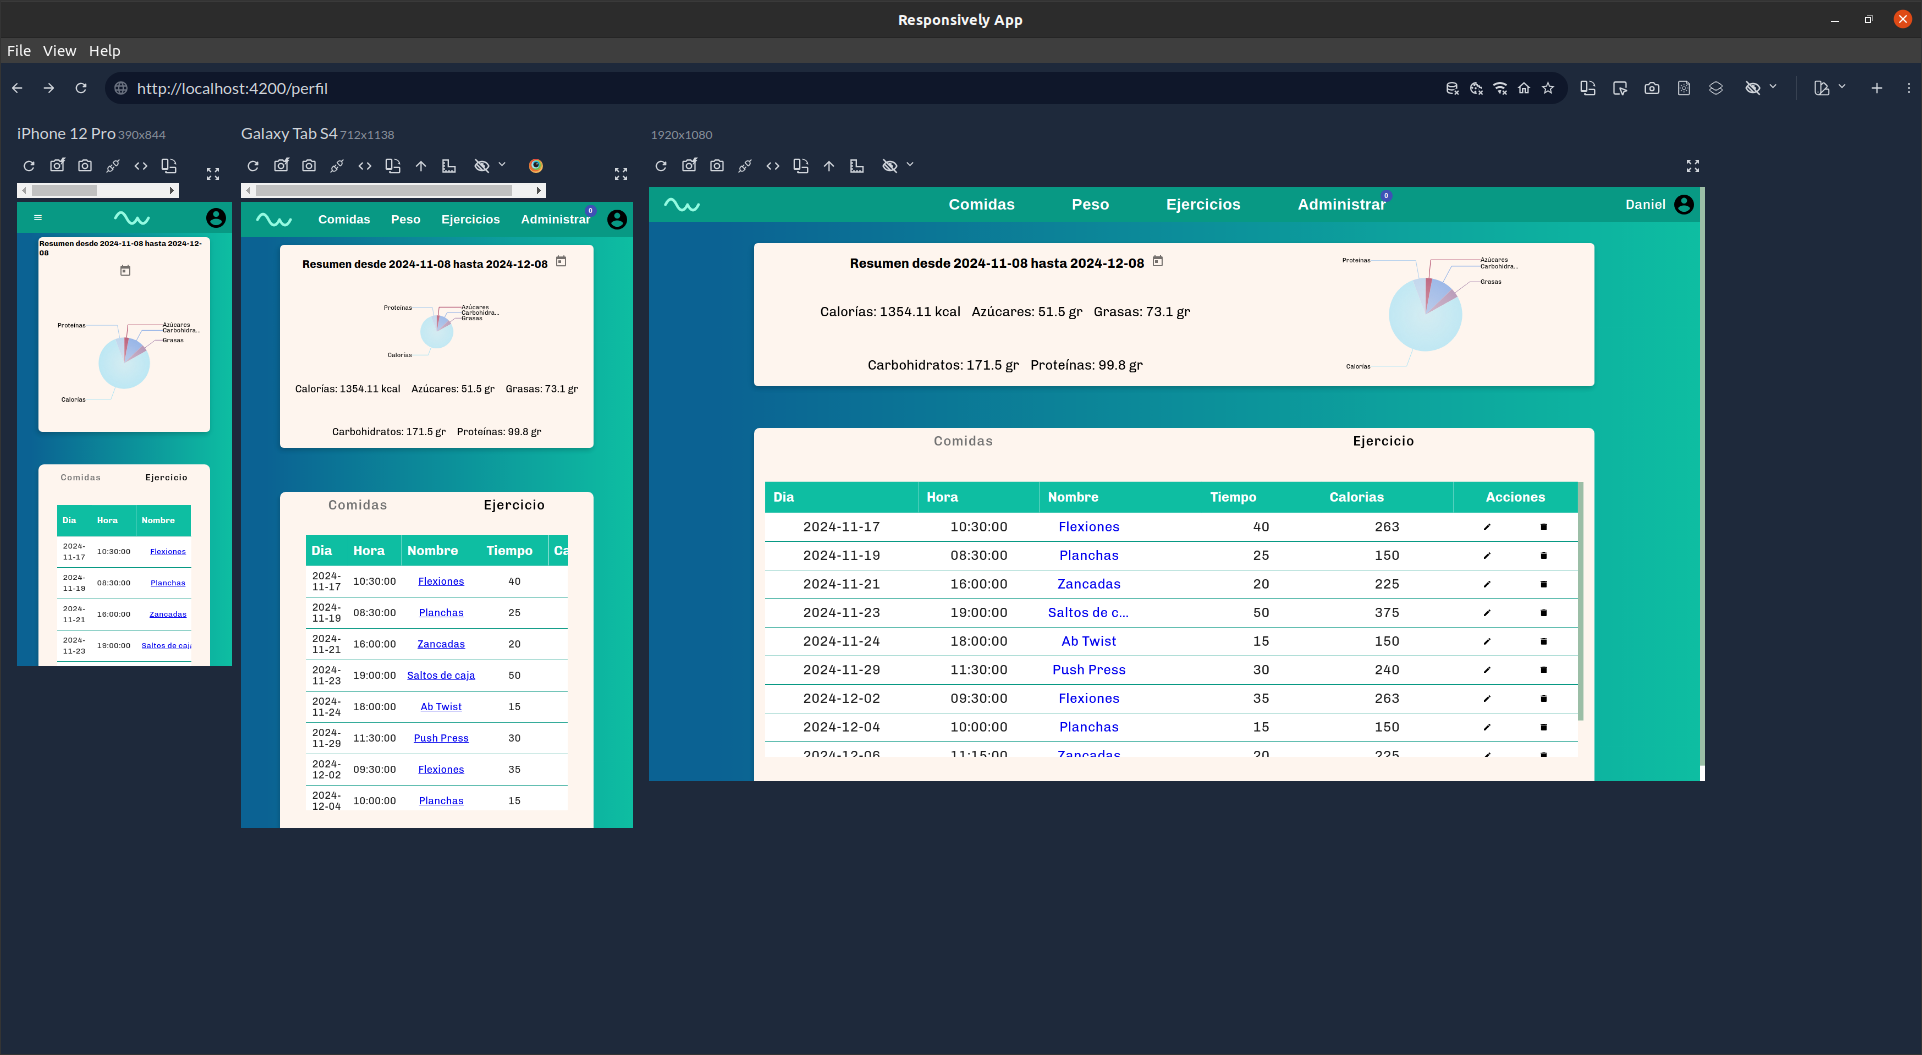 Responsively App
File View Help
http://localhost:4200/perfil
iPhone 12 Pro 390x844
Resumen desde 2024-11-08 hasta 2024-12-
08
Proteínas
Azúcares
Carbohidra...
Grasas
Calorías
Comidas Ejercicio
Dia Hora Nombre
2024-
11-17 10:30:00 Flexiones
2024-
11-19 08:30:00 Planchas
2024-
11-21 16:00:00 Zancadas
2024-
11-23 19:00:00 Saltos de caja
Galaxy Tab S4 712x1138
Comidas Peso Ejercicios Administrar 0
Resumen desde 2024-11-08 hasta 2024-12-08
Proteínas
Azúcares
Carbohidra...
Grasas
Calorías
Calorías: 1354.11 kcal Azúcares: 51.5 gr Grasas: 73.1 gr
Carbohidratos: 171.5 gr Proteínas: 99.8 gr
Comidas Ejercicio
Dia Hora Nombre Tiempo Ca
2024-
11-17 10:30:00 Flexiones 40
2024-
11-19 08:30:00 Planchas 25
2024-
11-21 16:00:00 Zancadas 20
2024-
11-23 19:00:00 Saltos de caja 50
2024-
11-24 18:00:00 Ab Twist 15
2024-
11-29 11:30:00 Push Press 30
2024-
12-02 09:30:00 Flexiones 35
2024-
12-04 10:00:00 Planchas 15
1920x1080
Comidas Peso Ejercicios Administrar 0 Daniel
Resumen desde 2024-11-08 hasta 2024-12-08
Calorías: 1354.11 kcal Azúcares: 51.5 gr Grasas: 73.1 gr
Carbohidratos: 171.5 gr Proteínas: 99.8 gr
Proteínas
Azúcares
Carbohidra...
Grasas
Calorías
Comidas Ejercicio
Dia Hora Nombre Tiempo Calorias Acciones
2024-11-17 10:30:00 Flexiones 40 263
2024-11-19 08:30:00 Planchas 25 150
2024-11-21 16:00:00 Zancadas 20 225
2024-11-23 19:00:00 Saltos de c... 50 375
2024-11-24 18:00:00 Ab Twist 15 150
2024-11-29 11:30:00 Push Press 30 240
2024-12-02 09:30:00 Flexiones 35 263
2024-12-04 10:00:00 Planchas 15 150
2024-12-06 11:15:00 Zancadas 20 225